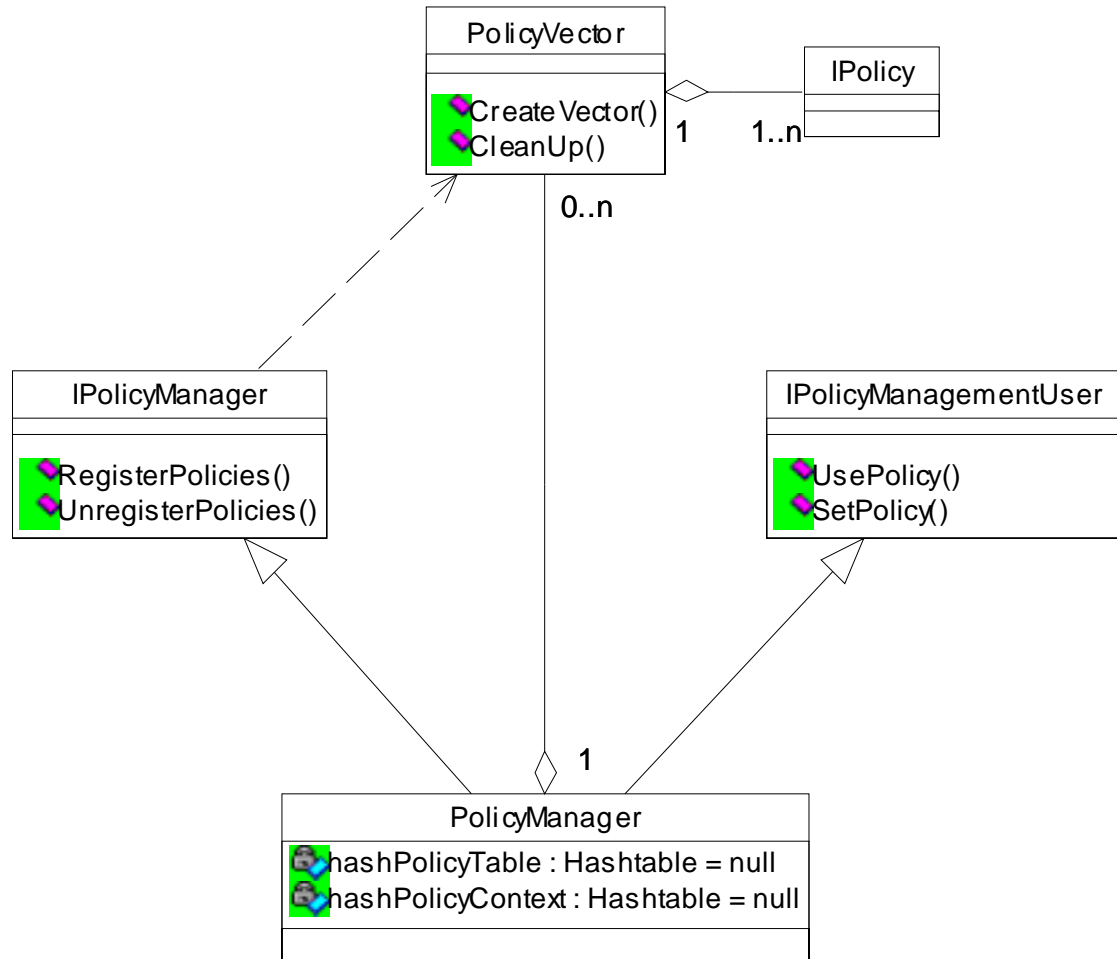 PolicyVector
CreateVector()
CleanUp()
IPolicy
1
1..n
0..n
IPolicyManager
RegisterPolicies()
UnregisterPolicies()
IPolicyManagementUser
UsePolicy()
SetPolicy()
1
PolicyManager
hashPolicyTable : Hashtable = null
hashPolicyContext : Hashtable = null